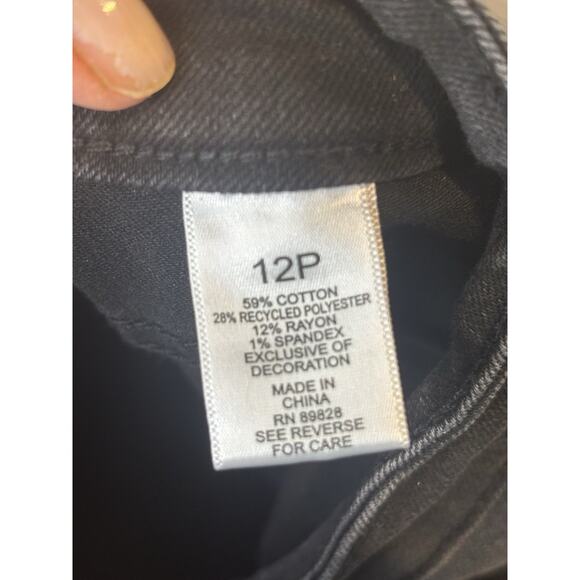 12P
59% COTTON
28% RECYCLED POLYESTER
12% RAYON
1% SPANDEX
EXCLUSIVE OF
DECORATION
MADE IN
CHINA
RN 89828
SEE REVERSE
FOR CARE